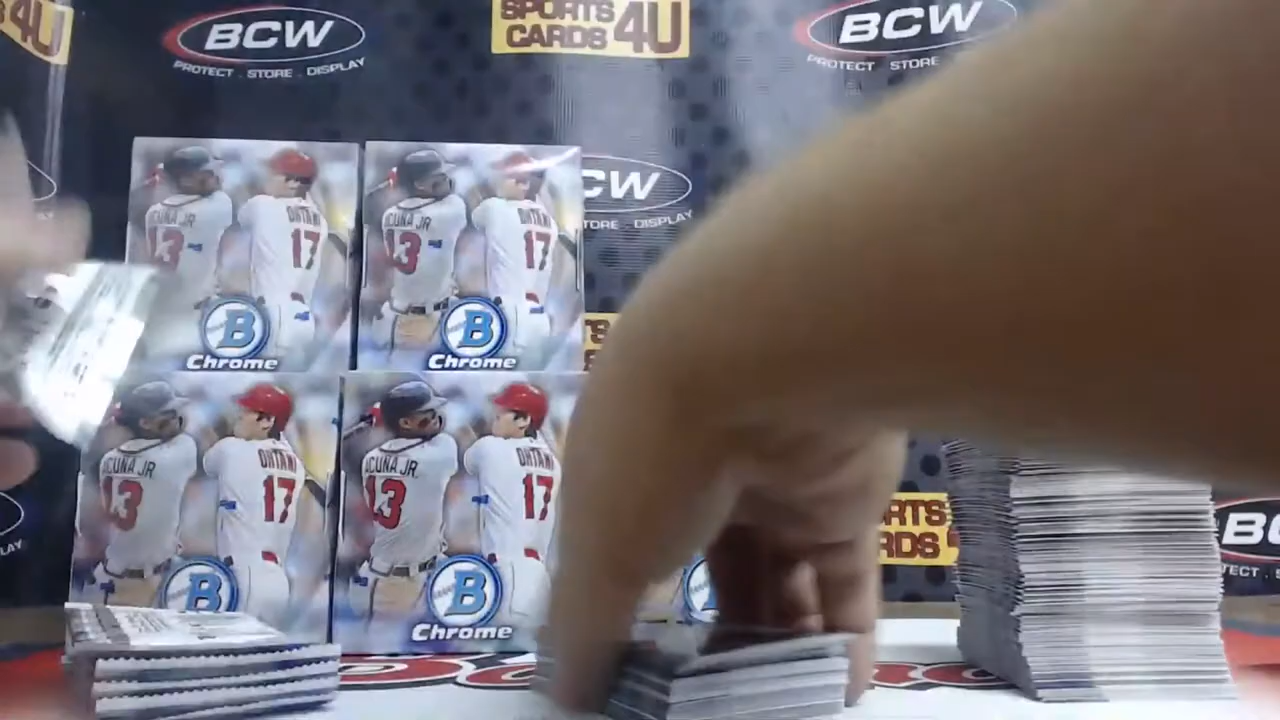 4U
BCW
PROTECT . STORE . DISPLAY
SPORTS
CARDS 4U
BCW
PROTECT . STORE
CW
TORE . DISPLAY
ACUNA JR
13
OHTANI
17
B
Chrome
ACUNA JR
13
OHTANI
17
B
Chrome
ACUNA JR.
13
OHTANI
17
B
ACUNA JR.
13
OHTANI
17
B
Chrome
LAY
RTS
RDS
B
TECT . S